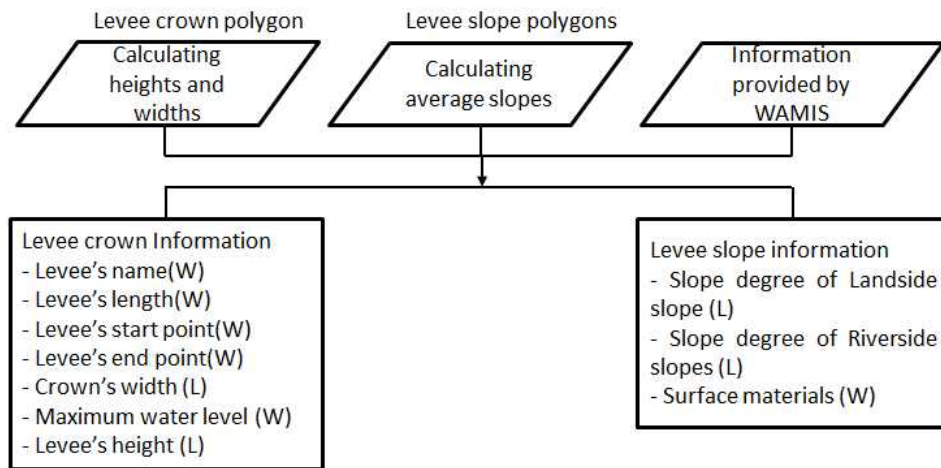 Levee crown polygon
Levee slope polygons
Calculating
heights and
widths
Calculating
average slopes
Information
provided by
WAMIS
Levee crown Information
- Levee's name(W)
- Levee's length(W)
- Levee's start point(W)
- Levee's end point(W)
- Crown's width (L)
- Maximum water level (W)
- Levee's height (L)
Levee slope information
- Slope degree of Landside
slope (L)
- Slope degree of Riverside
slopes (L)
- Surface materials (W)